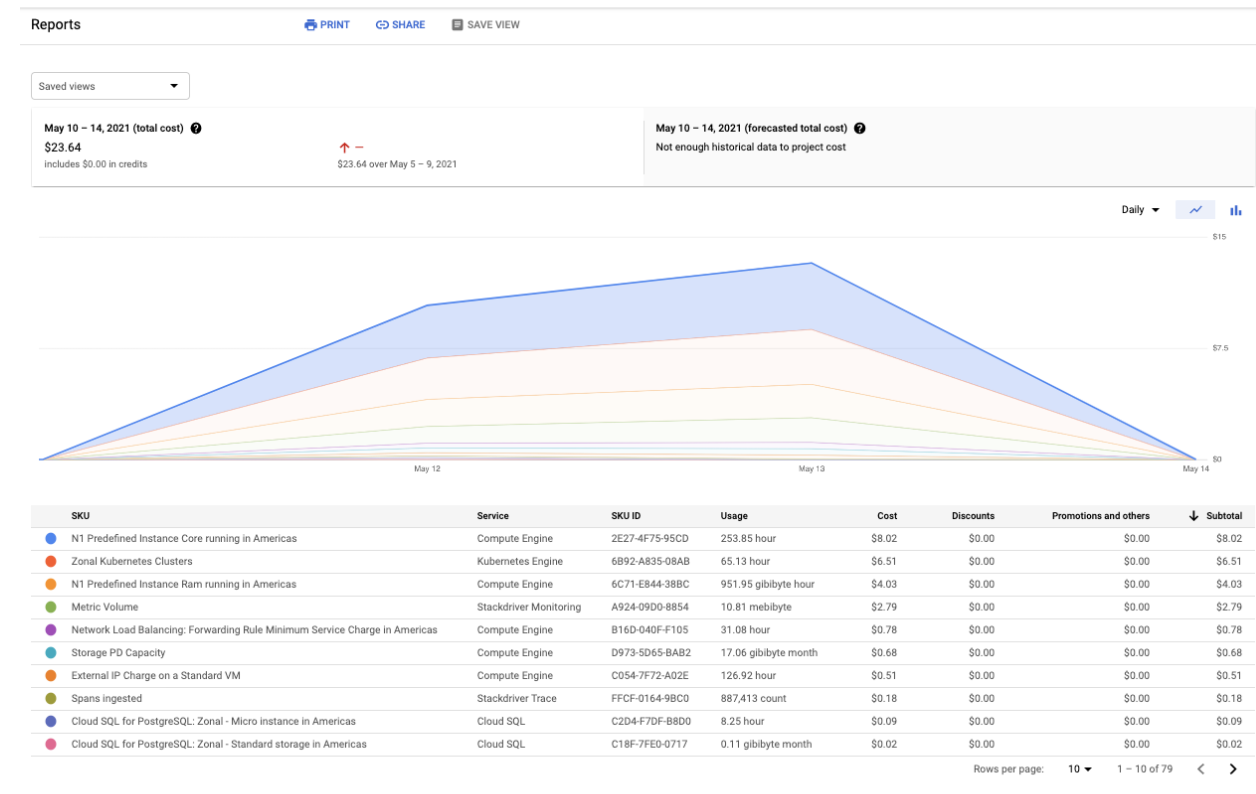 Reports PRINT SHARE SAVE VIEW
Saved views
May 10 – 14, 2021 (total cost)
$23.64
includes $0.00 in credits
–
$23.64 over May 5 – 9, 2021
May 10 – 14, 2021 (forecasted total cost)
Not enough historical data to project cost
Daily
$15
$7.5
$0
May 12 May 13 May 14
SKU Service SKU ID Usage Cost Discounts Promotions and others Subtotal
N1 Predefined Instance Core running in Americas Compute Engine 2E27-4F75-95CD 253.85 hour $8.02 $0.00 $0.00 $8.02
Zonal Kubernetes Clusters Kubernetes Engine 6B92-A835-08AB 65.13 hour $6.51 $0.00 $0.00 $6.51
N1 Predefined Instance Ram running in Americas Compute Engine 6C71-E844-38BC 951.95 gibibyte hour $4.03 $0.00 $0.00 $4.03
Metric Volume Stackdriver Monitoring A924-09D0-8854 10.81 mebibyte $2.79 $0.00 $0.00 $2.79
Network Load Balancing: Forwarding Rule Minimum Service Charge in Americas Compute Engine B16D-040F-F105 31.08 hour $0.78 $0.00 $0.00 $0.78
Storage PD Capacity Compute Engine D973-5D65-BAB2 17.06 gibibyte month $0.68 $0.00 $0.00 $0.68
External IP Charge on a Standard VM Compute Engine C054-7F72-A02E 126.92 hour $0.51 $0.00 $0.00 $0.51
Spans ingested Stackdriver Trace FFCF-0164-9BC0 887,413 count $0.18 $0.00 $0.00 $0.18
Cloud SQL for PostgreSQL: Zonal - Micro instance in Americas Cloud SQL C2D4-F7DF-B8D0 8.25 hour $0.09 $0.00 $0.00 $0.09
Cloud SQL for PostgreSQL: Zonal - Standard storage in Americas Cloud SQL C18F-7FE0-0717 0.11 gibibyte month $0.02 $0.00 $0.00 $0.02
Rows per page: 10 1 – 10 of 79